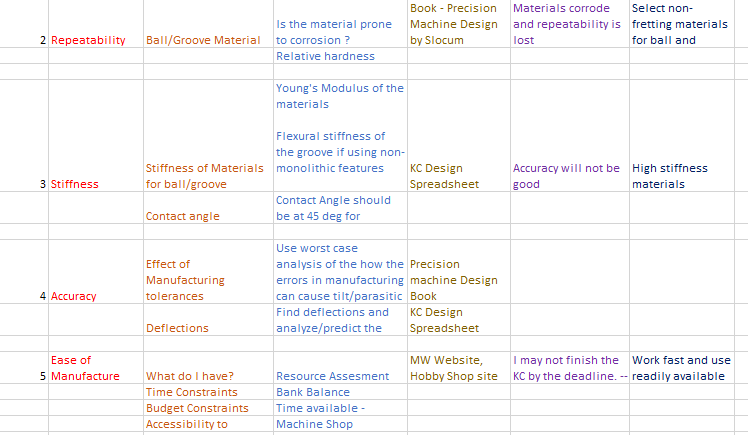 Book - Precision
Is the material prone Machine Design
2 Repeatability Ball/Groove Material to corrosion ? by Slocum
Materials corrode
and repeatability is
lost
Select non-
fretting materials
for ball and
Relative hardness
Young's Modulus of the
materials
Flexural stiffness of
the groove if using non-
monolithic features
3 Stiffness
Stiffness of Materials
for ball/groove
KC Design
Spreadsheet
Accuracy will not be
good
High stiffness
materials
Contact angle
Contact Angle should
be at 45 deg for
4 Accuracy
Effect of
Manufacturing
tolerances
Use worst case
analysis of the how the
errors in manufacturing
can cause tilt/parasitic
Precision
machine Design
Book
Deflections
Find deflections and
analyze/predict the
KC Design
Spreadsheet
5 Ease of
Manufacture
What do I have?
Resource Assesment
MW Website,
Hobby Shop site
I may not finish the
KC by the deadline. --
Work fast and use
readily available
Time Constraints
Bank Balance
Budget Constraints
Time available -
Accessibility to
Machine Shop